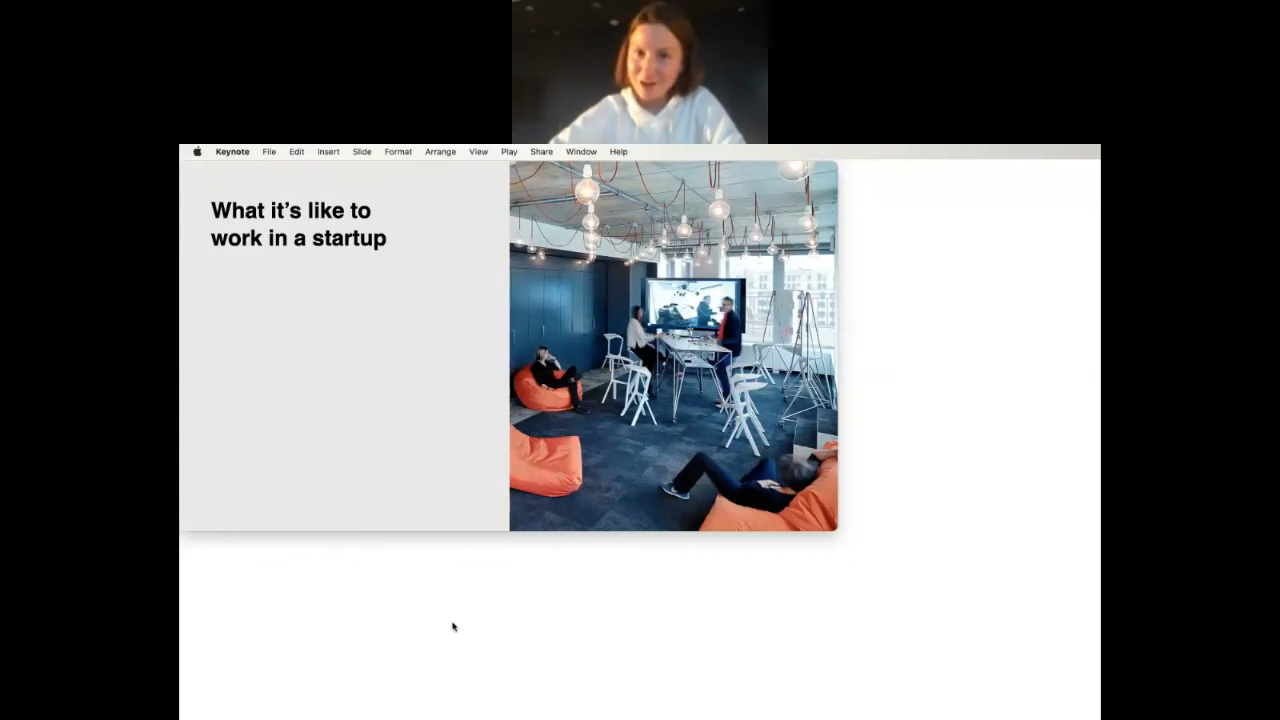 Keynote File Edit Insert Slide Format Arrange View Play Share Window Help
What it's like to
work in a startup